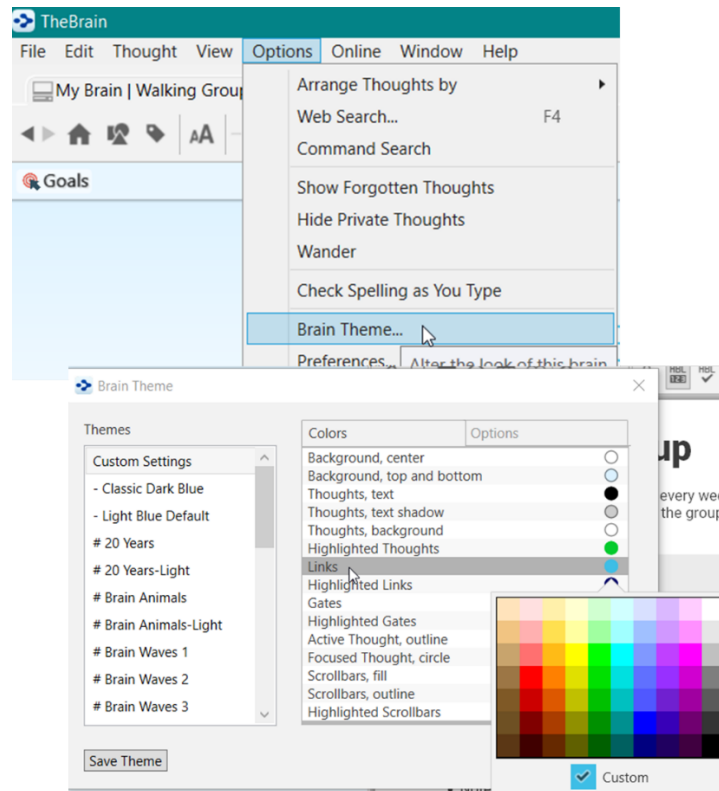 TheBrain
File Edit Thought View Options Online Window Help
My Brain | Walking Group
Arrange Thoughts by
Web Search... F4
AA
Command Search
Goals
Show Forgotten Thoughts
Hide Private Thoughts
Wander
Check Spelling as You Type
Brain Theme...
Preferences...
Alter the look of this brain
Brain Theme
Themes
Custom Settings
- Classic Dark Blue
- Light Blue Default
# 20 Years
# 20 Years-Light
# Brain Animals
# Brain Animals-Light
# Brain Waves 1
# Brain Waves 2
# Brain Waves 3
Save Theme
Colors Options
Background, center
Background, top and bottom
Thoughts, text
Thoughts, text shadow
Thoughts, background
Highlighted Thoughts
Links
Highlighted Links
Gates
Highlighted Gates
Active Thought, outline
Focused Thought, circle
Scrollbars, fill
Scrollbars, outline
Highlighted Scrollbars
Custom
up
every
the group